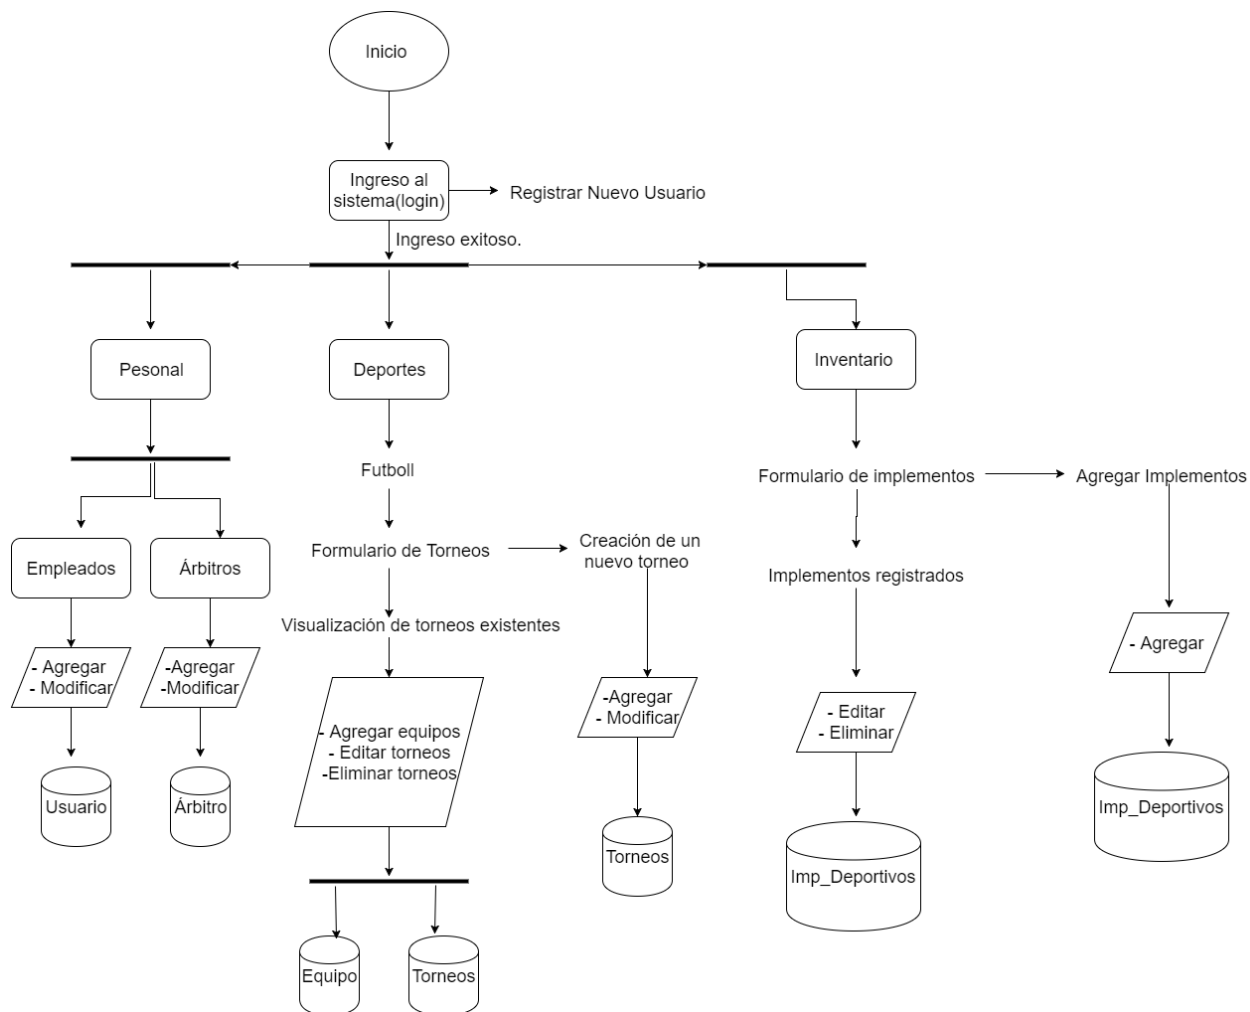 Inicio
Ingreso al
sistema(login)
Registrar Nuevo Usuario
Ingreso exitoso.
Pesonal
Deportes
Inventario
Futboll
Formulario de implementos
Agregar Implementos
Empleados
Árbitros
Formulario de Torneos
Creación de un
nuevo torneo
Implementos registrados
Visualización de torneos existentes
- Agregar
- Modificar
-Agregar
-Modificar
- Agregar equipos
- Editar torneos
-Eliminar torneos
-Agregar
- Modificar
- Editar
- Eliminar
- Agregar
Usuario
Árbitro
Torneos
Imp_Deportivos
Imp_Deportivos
Equipo
Torneos